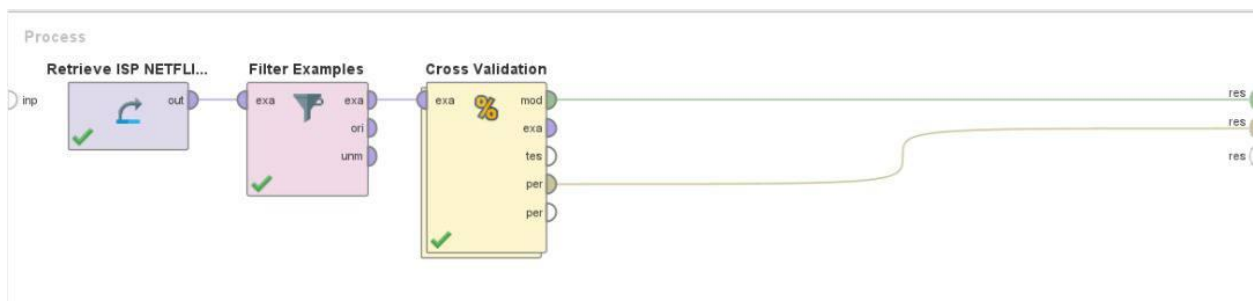 Process
Retrieve ISP NETFLI...
Filter Examples
Cross Validation
inp
out
exa
exa
ori
unm
exa
%
mod
exa
tes
per
per
res
res
res